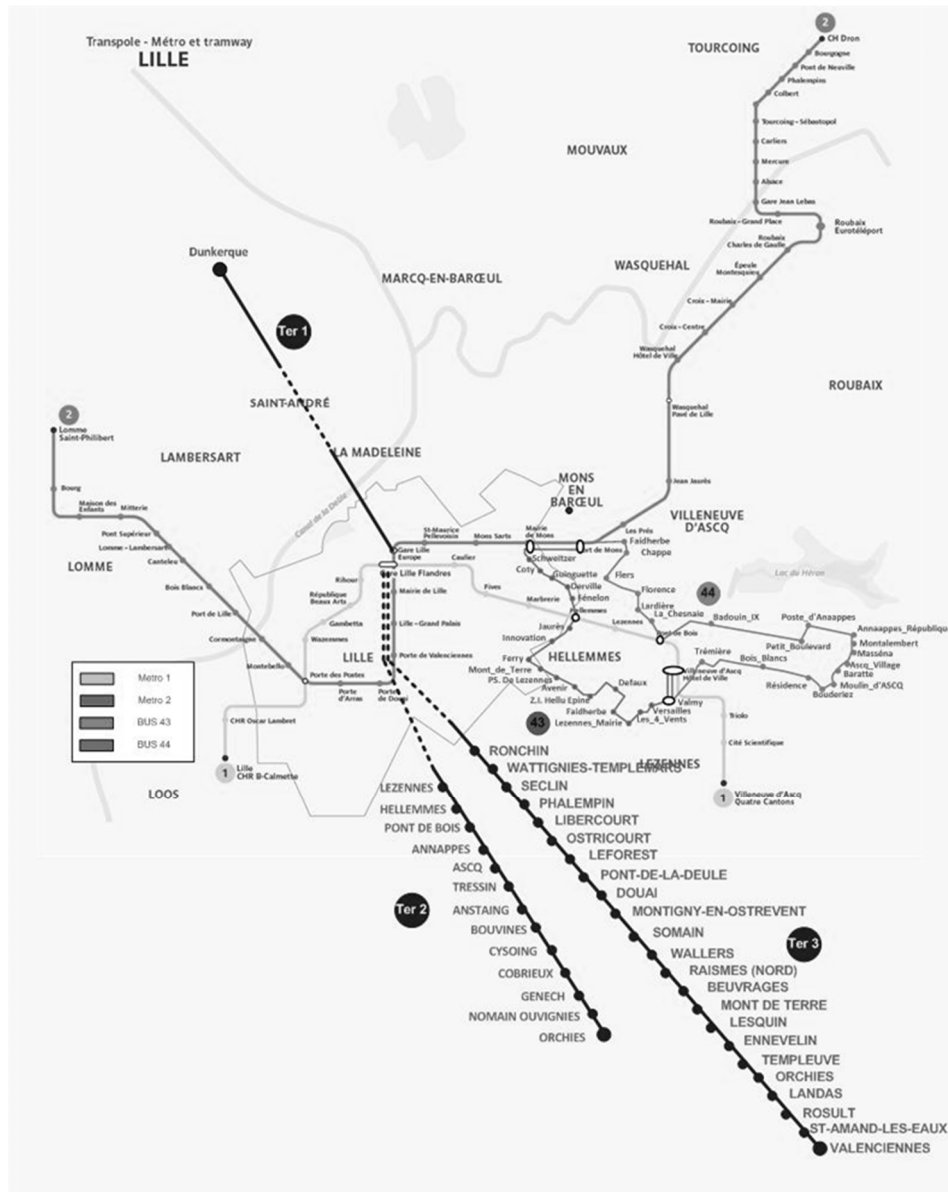 Transpole - Métro et tramway
LILLE
TOURCOING
2
CH Dron
Bourgogne
Pont de Neuville
Phalempins
Colbert
Tourcoing - Sébastopol
Carliers
Mercure
Alsace
Gare Jean Lebas
Roubaix - Grand Place
Roubaix
Eurotéléport
Roubaix
Charles de Gaulle
Épeule
Montesquieu
Croix - Mairie
Croix - Centre
Wasquehal
Hôtel de Ville
Wasquehal
Pavé de Lille
Jean Jaurès
MOUVAUX
WASQUEHAL
MARCQ-EN-BARŒUL
ROUBAIX
Dunkerque
Ter 1
SAINT-ANDRÉ
LA MADELEINE
LAMBERSART
2
Lomme
Saint-Philibert
Bourg
Maison des
Enfants
Mitterie
Pont Supérieur
Lomme - Lambersart
Canteleu
Bois Blancs
Port de Lille
Cormontaigne
Montebello
LOMME
Canal de la Deûle
MONS
EN
BARŒUL
VILLENEUVE
D'ASCQ
Lac du Héron
St-Maurice
Pellevoisin
Mons Sarts
Mairie
de Mons
Fort de Mons
Les Prés
Faidherbe
Chappe
Gare Lille
Europe
Gare Lille Flandres
Caulier
Fives
Marbrerie
Hellemmes
Lezennes
Pont de Bois
Schweitzer
Coty
Guinguette
Derville
Fénelon
Flers
Florence
Lardière
La_Chesnaie
44
Badouin_IX
Petit_Boulevard
Poste_d'Anaappes
Annaappes_Républiqu
Montalembert
Masséna
Ascq_Village
Baratte
Moulin_d'ASCQ
Bouderiez
Résidence
Bois_Blancs
Trémière
Villeneuve d'Ascq
Hôtel de Ville
Valmy
Versailles
Les_4_Vents
Lezennes_Mairie
Faidherbe
Defaux
Z.I. Hellu Epine
Avenir
PS. De Lezennes
Mont_de_Terre
Ferry
Innovation
Jaurès
HELLEMMES
43
Rihour
République
Beaux Arts
Gambetta
Wazemmes
Mairie de Lille
Lille - Grand Palais
Porte de Valenciennes
LILLE
Porte des Postes
Porte
d'Arras
Porte
de Douai
CHR Oscar Lambret
1
Lille
CHR B-Calmette
LOOS
Triolo
Cité Scientifique
1
Villeneuve d'Ascq
Quatre Cantons
LEZENNES
Metro 1
Metro 2
BUS 43
BUS 44
LEZENNES
HELLEMMES
PONT DE BOIS
ANNAPPES
ASCQ
TRESSIN
ANSTAING
BOUVINES
CYSOING
COBRIEUX
GENECH
NOMAIN OUVIGNIES
ORCHIES
Ter 2
RONCHIN
WATTIGNIES-TEMPLEMARS
SECLIN
PHALEMPIN
LIBERCOURT
OSTRICOURT
LEFOREST
PONT-DE-LA-DEULE
DOUAI
MONTIGNY-EN-OSTREVENT
SOMAIN
WALLERS
RAISMES (NORD)
BEUVRAGES
MONT DE TERRE
LESQUIN
ENNEVELIN
TEMPLEUVE
ORCHIES
LANDAS
ROSULT
ST-AMAND-LES-EAUX
VALENCIENNES
Ter 3